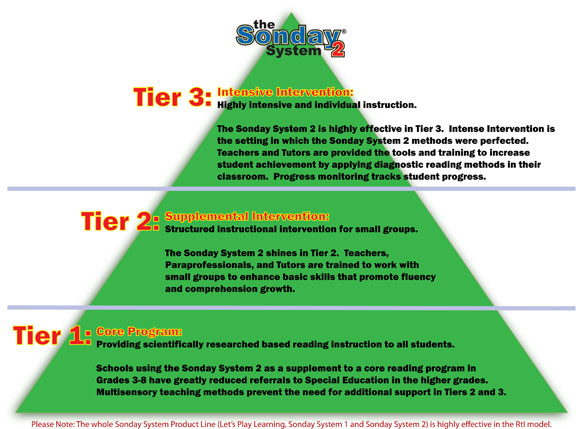 the
Sonday®
System 2
Tier 3: Intensive Intervention:
Highly intensive and individual instruction.
The Sonday System 2 is highly effective in Tier 3. Intense Intervention is
the setting in which the Sonday System 2 methods were perfected.
Teachers and Tutors are provided the tools and training to increase
student achievement by applying diagnostic reading methods in their
classroom. Progress monitoring tracks student progress.
Tier 2: Supplemental Intervention:
Structured instructional intervention for small groups.
The Sonday System 2 shines in Tier 2. Teachers,
Paraprofessionals, and Tutors are trained to work with
small groups to enhance basic skills that promote fluency
and comprehension growth.
Tier 1: Core Program:
Providing scientifically researched based reading instruction to all students.
Schools using the Sonday System 2 as a supplement to a core reading program in
Grades 3-8 have greatly reduced referrals to Special Education in the higher grades.
Multisensory teaching methods prevent the need for additional support in Tiers 2 and 3.
Please Note: The whole Sonday System Product Line (Let's Play Learning, Sonday System 1 and Sonday System 2) is highly effective in the RtI model.